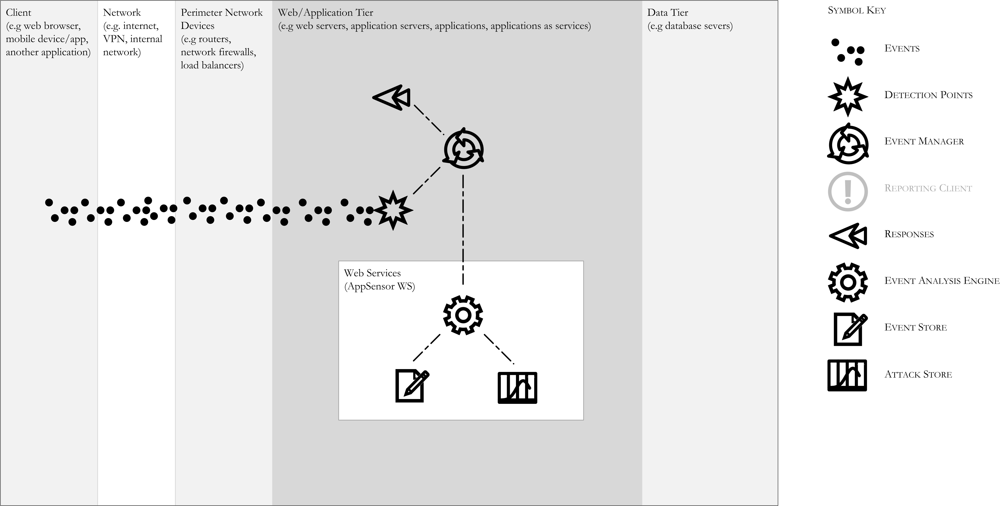 Client
(e.g web browser,
mobile device/app,
another application)
Network
(e.g. internet,
VPN, internal
network)
Perimeter Network
Devices
(e.g routers,
network firewalls,
load balancers)
Web/Application Tier
(e.g web servers, application servers, applications, applications as services)
Data Tier
(e.g database severs)
Web Services
(AppSensor WS)
SYMBOL KEY
EVENTS
DETECTION POINTS
EVENT MANAGER
REPORTING CLIENT
RESPONSES
EVENT ANALYSIS ENGINE
EVENT STORE
ATTACK STORE